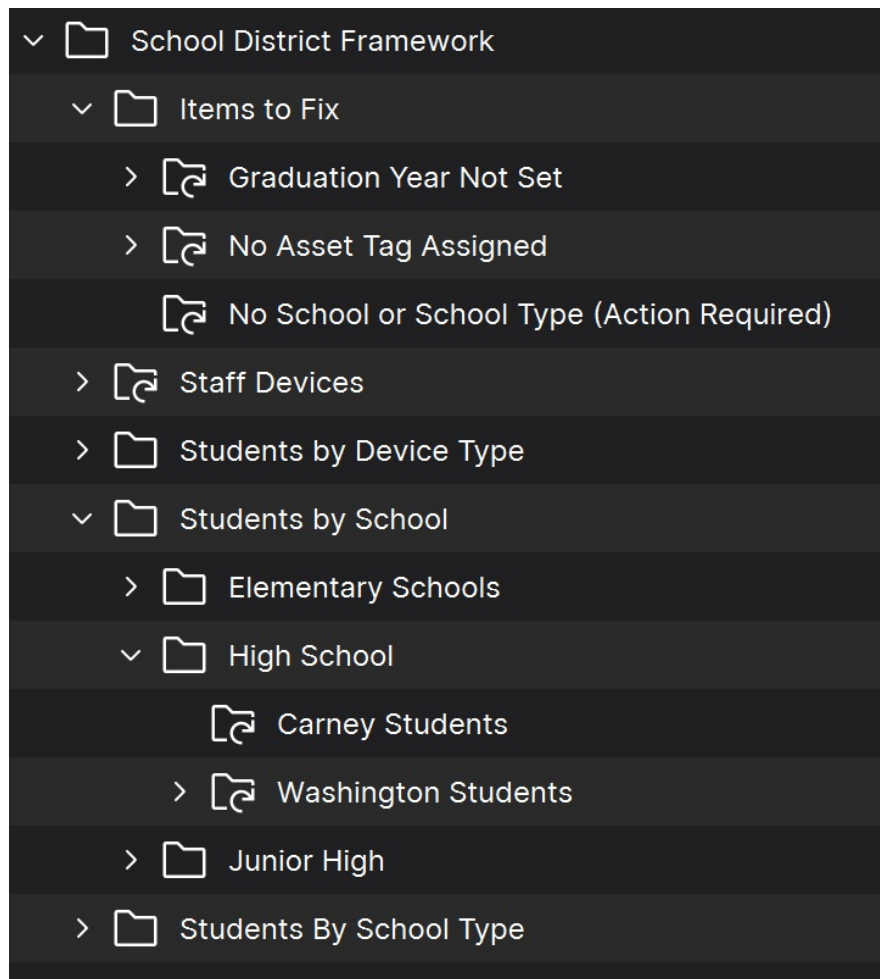 School District Framework
Items to Fix
Graduation Year Not Set
No Asset Tag Assigned
No School or School Type (Action Required)
Staff Devices
Students by Device Type
Students by School
Elementary Schools
High School
Carney Students
Washington Students
Junior High
Students By School Type